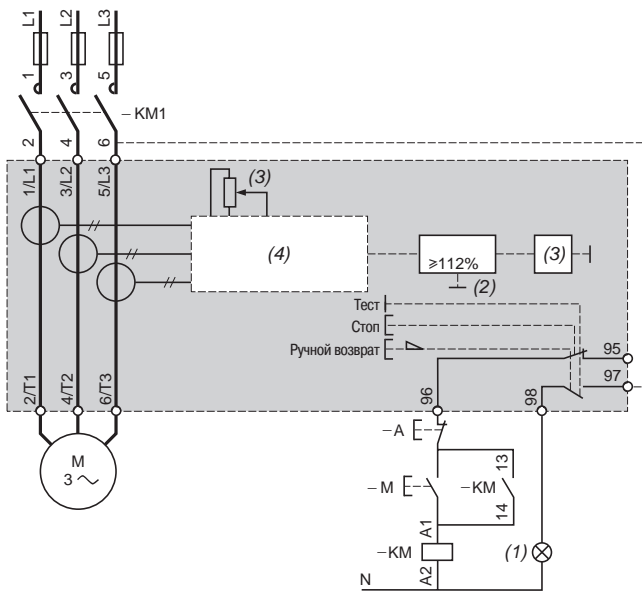 L1
L2
L3
1
3
5
– KM1
2
4
6
1/L1
3/L2
5/L3
(3)
(4)
≥112%
(3)
(2)
Тест
Стоп
Ручной возврат
95
97
96
98
2/T1
4/T2
6/T3
M
3 ~
– A
– M
– KM
13
14
A1
– KM
A2
(1)
N